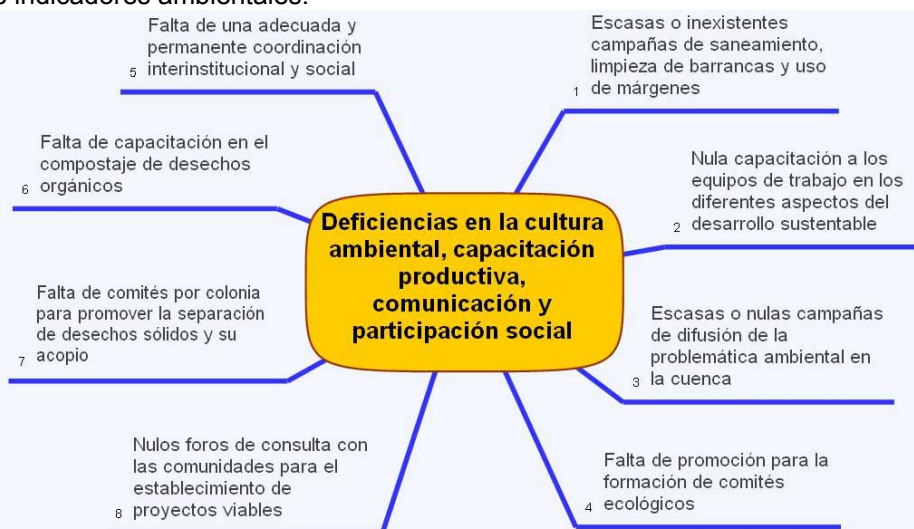 s indicadores ambientales.
Deficiencias en la cultura
ambiental, capacitación
productiva,
comunicación y
participación social
1 Escasas o inexistentes
campañas de saneamiento,
limpieza de barrancas y uso
de márgenes
2 Nula capacitación a los
equipos de trabajo en los
diferentes aspectos del
desarrollo sustentable
3 Escasas o nulas campañas
de difusión de la
problemática ambiental en
la cuenca
4 Falta de promoción para la
formación de comités
ecológicos
5 Falta de una adecuada y
permanente coordinación
interinstitucional y social
6 Falta de capacitación en el
compostaje de desechos
orgánicos
7 Falta de comités por colonia
para promover la separación
de desechos sólidos y su
acopio
8 Nulos foros de consulta con
las comunidades para el
establecimiento de
proyectos viables